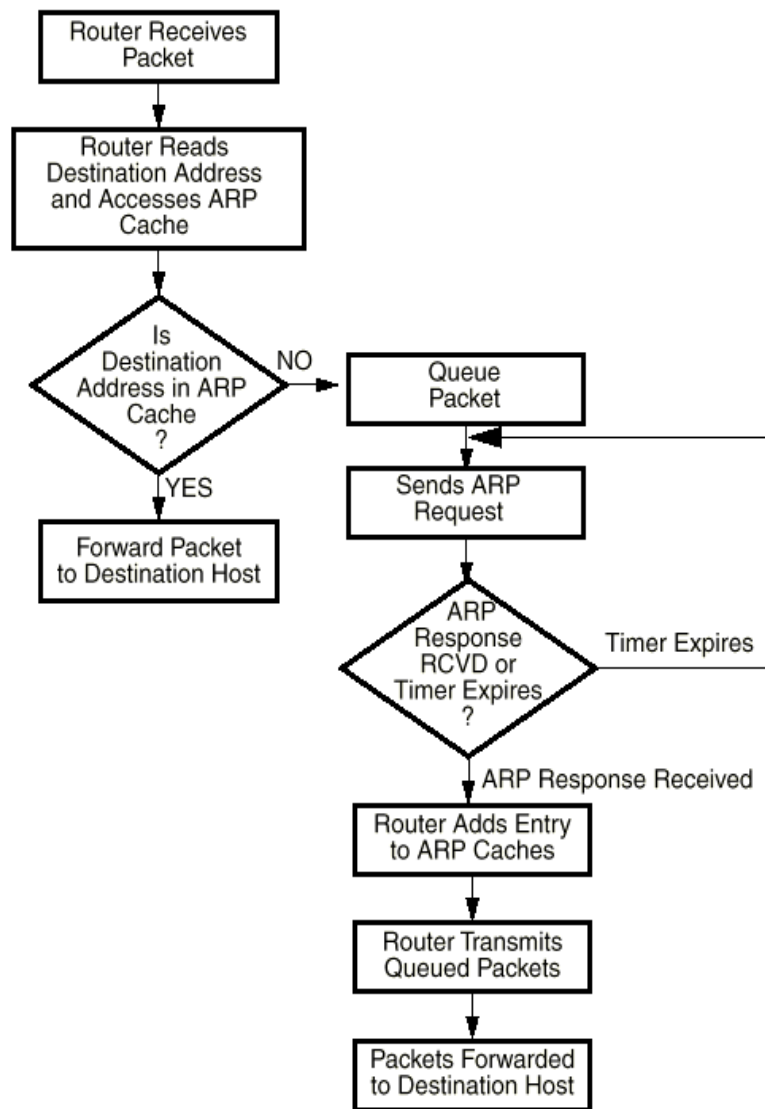 Router Receives
Packet
Router Reads
Destination Address
and Accesses ARP
Cache
Is
Destination
Address in ARP
Cache
?
NO
YES
Forward Packet
to Destination Host
Queue
Packet
Sends ARP
Request
ARP
Response
RCVD or
Timer Expires
?
Timer Expires
ARP Response Received
Router Adds Entry
to ARP Caches
Router Transmits
Queued Packets
Packets Forwarded
to Destination Host